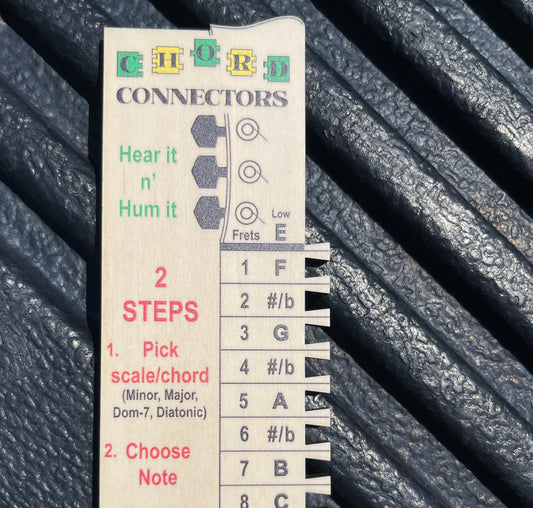 CHORD
CONNECTORS
Hear it
n'
Hum it
Low
Frets E
1 F
2 #/b
3 G
4 #/b
5 A
6 #/b
7 B
8 C
2
STEPS
1. Pick
scale/chord
(Minor, Major,
Dom-7, Diatonic)
2. Choose
Note